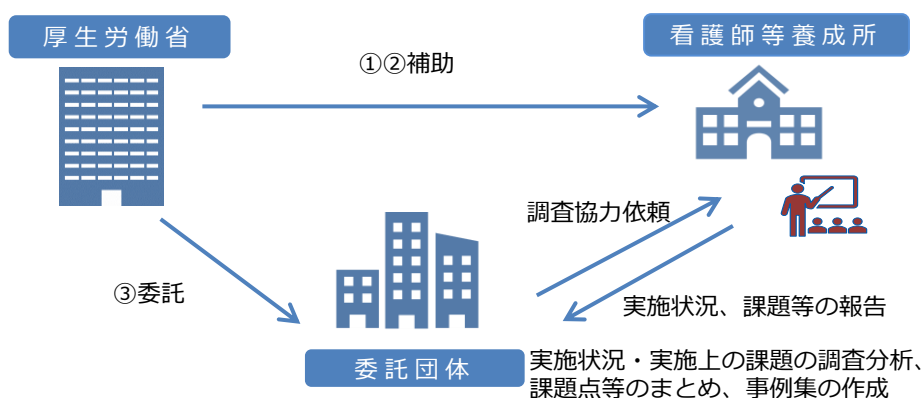 厚生労働省
看護師等養成所
①②補助
調査協力依頼
③委託
実施状況、課題等の報告
委託団体
実施状況・実施上の課題の調査分析、
課題点等のまとめ、事例集の作成